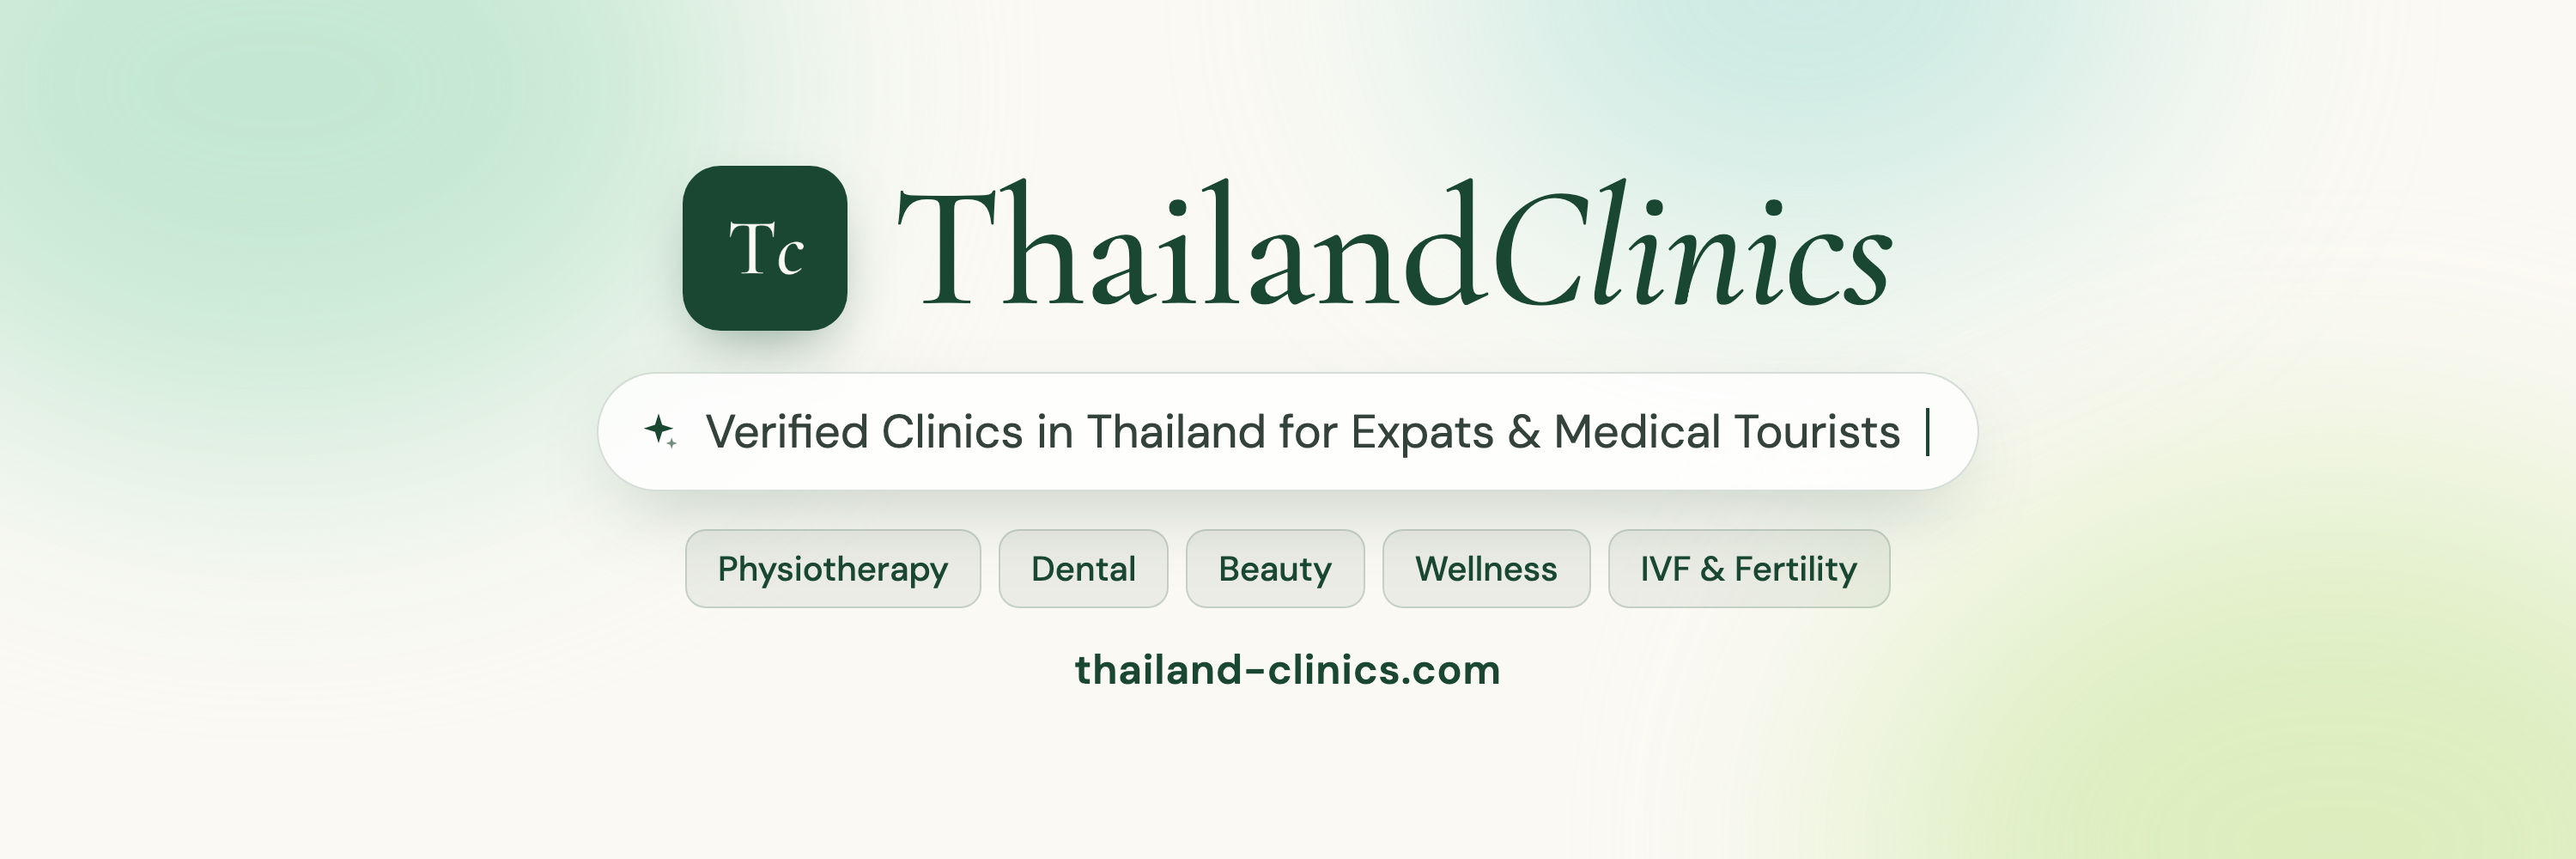 Tc
ThailandClinics
Verified Clinics in Thailand for Expats & Medical Tourists
Physiotherapy Dental Beauty Wellness IVF & Fertility
thailand-clinics.com